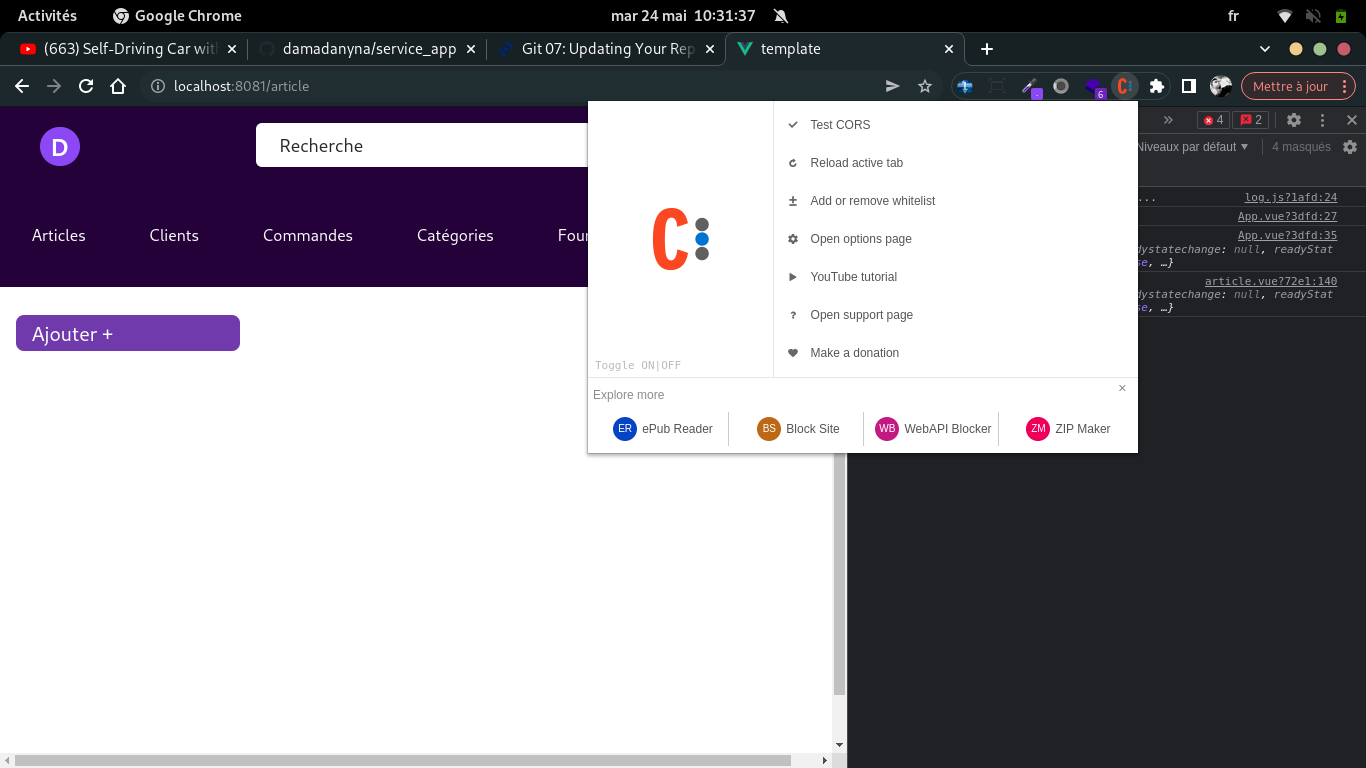 Activités
Google Chrome
mar 24 mai 10:31:37
fr
(663) Self-Driving Car with
damadanyna/service_app
Git 07: Updating Your Rep
template
localhost:8081/article
6
Mettre à jour
D
Recherche
Articles
Clients
Commandes
Catégories
Four
Ajouter +
Toggle ON|OFF
Test CORS
Reload active tab
Add or remove whitelist
Open options page
YouTube tutorial
Open support page
Make a donation
Explore more
ER ePub Reader
BS Block Site
WB WebAPI Blocker
ZM ZIP Maker
4
2
Niveaux par défaut
4 masqués
... log.js?1afd:24
App.vue?3dfd:27
App.vue?3dfd:35
dystatechange: null, readyStat
se, …}
article.vue?72e1:140
dystatechange: null, readyStat
se, …}